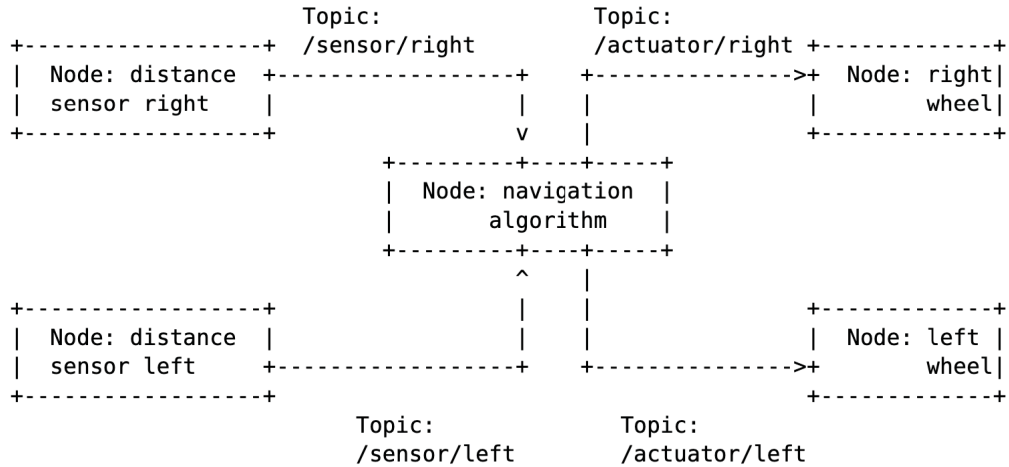 Topic:
/sensor/right
Topic:
/actuator/right
Node: distance
sensor right
Node: right
wheel
Node: navigation
algorithm
Node: distance
sensor left
Node: left
wheel
Topic:
/sensor/left
Topic:
/actuator/left